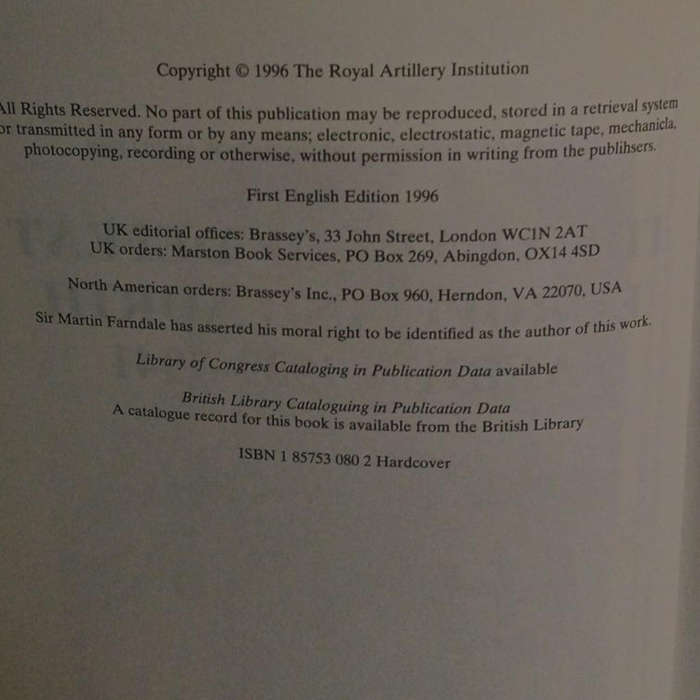 Copyright © 1996 The Royal Artillery Institution
All Rights Reserved. No part of this publication may be reproduced, stored in a retrieval system
or transmitted in any form or by any means; electronic, electrostatic, magnetic tape, mechanicla,
photocopying, recording or otherwise, without permission in writing from the publihsers.
First English Edition 1996
UK editorial offices: Brassey's, 33 John Street, London WC1N 2AT
UK orders: Marston Book Services, PO Box 269, Abingdon, OX14 4SD
North American orders: Brassey's Inc., PO Box 960, Herndon, VA 22070, USA
Sir Martin Farndale has asserted his moral right to be identified as the author of this work.
Library of Congress Cataloging in Publication Data available
British Library Cataloguing in Publication Data
A catalogue record for this book is available from the British Library
ISBN 1 85753 080 2 Hardcover